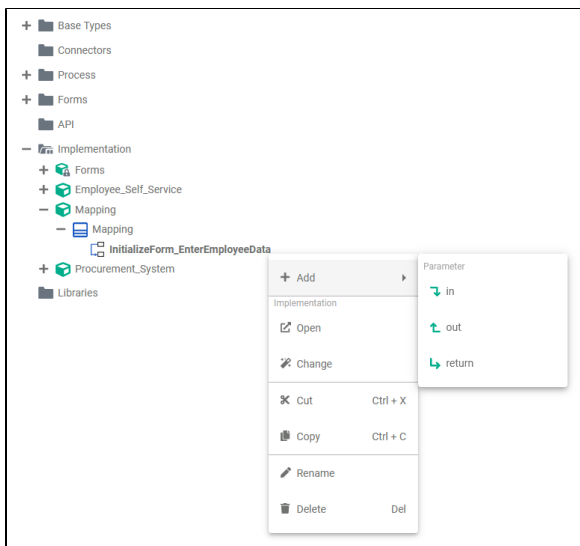 Base Types
Connectors
Process
Forms
API
Implementation
Forms
Employee_Self_Service
Mapping
Mapping
InitializeForm_EnterEmployeeData
Procurement_System
Libraries
Add
Implementation
Open
Change
Cut Ctrl + X
Copy Ctrl + C
Rename
Delete Del
Parameter
in
out
return